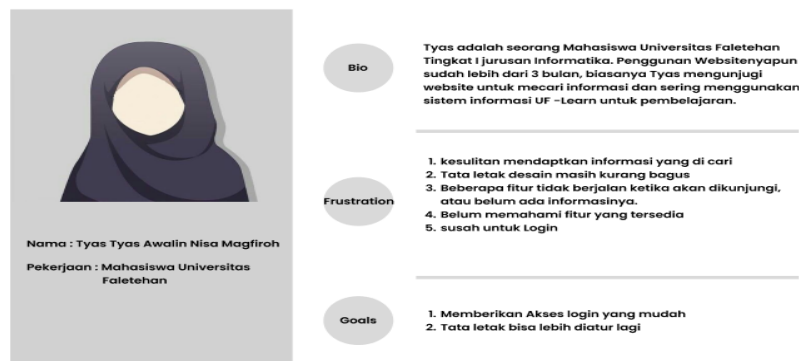 Nama : Tyas Tyas Awalin Nisa Magfiroh
Pekerjaan : Mahasiswa Universitas
Faletehan
Bio
Tyas adalah seorang Mahasiswa Universitas Faletehan
Tingkat I jurusan Informatika. Penggunan Websitenyapun
sudah lebih dari 3 bulan, biasanya Tyas mengunjugi
website untuk mecari informasi dan sering menggunakan
sistem informasi UF -Learn untuk pembelajaran.
Frustration
1. kesulitan mendaptkan informasi yang di cari
2. Tata letak desain masih kurang bagus
3. Beberapa fitur tidak berjalan ketika akan dikunjungi,
atau belum ada informasinya.
4. Belum memahami fitur yang tersedia
5. susah untuk Login
Goals
1. Memberikan Akses login yang mudah
2. Tata letak bisa lebih diatur lagi